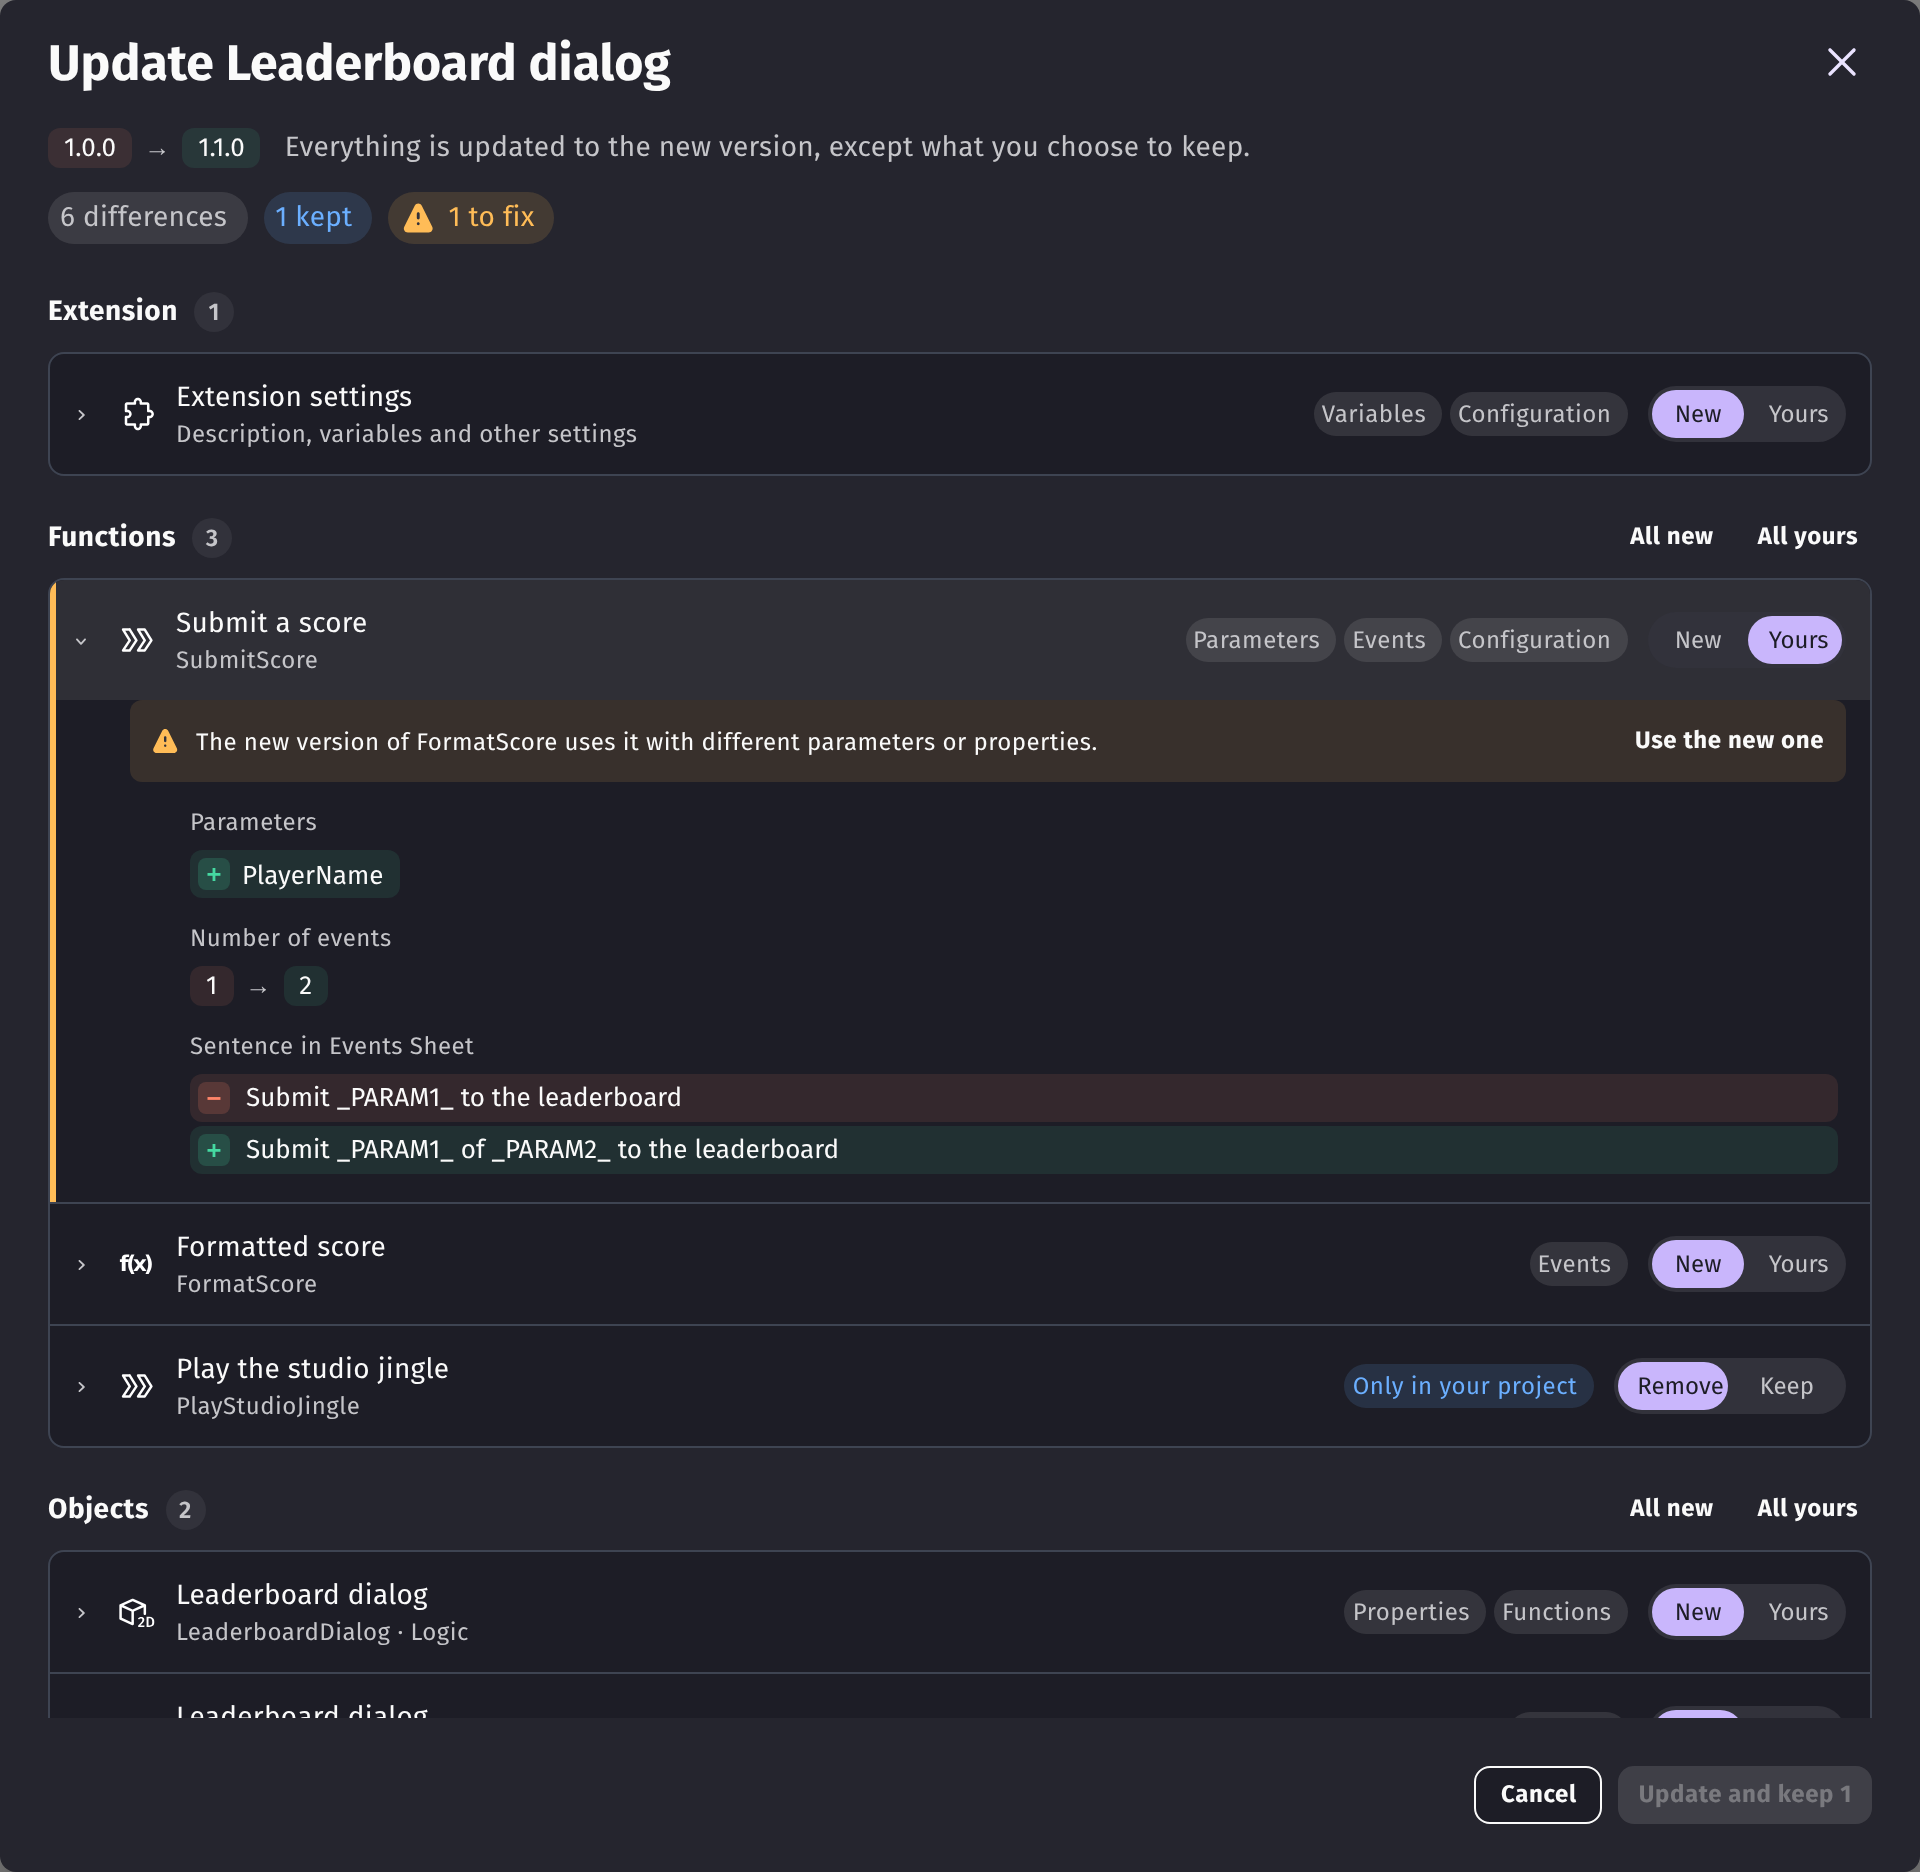 Update Leaderboard dialog
1.0.0 → 1.1.0 Everything is updated to the new version, except what you choose to keep.
6 differences 1 kept 1 to fix
Extension 1
Extension settings
Description, variables and other settings
Variables Configuration New Yours
Functions 3 All new All yours
Submit a score
SubmitScore
Parameters Events Configuration New Yours
The new version of FormatScore uses it with different parameters or properties. Use the new one
Parameters
+ PlayerName
Number of events
1 → 2
Sentence in Events Sheet
− Submit _PARAM1_ to the leaderboard
+ Submit _PARAM1_ of _PARAM2_ to the leaderboard
f(x) Formatted score
FormatScore
Events New Yours
Play the studio jingle
PlayStudioJingle
Only in your project Remove Keep
Objects 2 All new All yours
Leaderboard dialog
2D LeaderboardDialog · Logic
Properties Functions New Yours
Leaderboard dialog
Cancel Update and keep 1